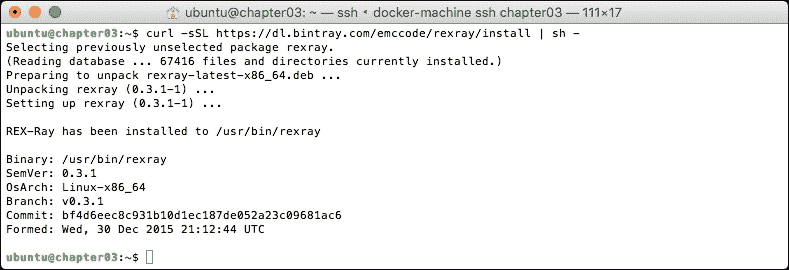 ubuntu@chapter03: ~ — ssh • docker-machine ssh chapter03 — 111×17
ubuntu@chapter03:~$ curl -sSL https://dl.bintray.com/emccode/rexray/install | sh -
Selecting previously unselected package rexray.
(Reading database ... 67416 files and directories currently installed.)
Preparing to unpack rexray-latest-x86_64.deb ...
Unpacking rexray (0.3.1-1) ...
Setting up rexray (0.3.1-1) ...
REX-Ray has been installed to /usr/bin/rexray
Binary: /usr/bin/rexray
SemVer: 0.3.1
OsArch: Linux-x86_64
Branch: v0.3.1
Commit: bf4d6eec8c931b10d1ec187de052a23c09681ac6
Formed: Wed, 30 Dec 2015 21:12:44 UTC
ubuntu@chapter03:~$